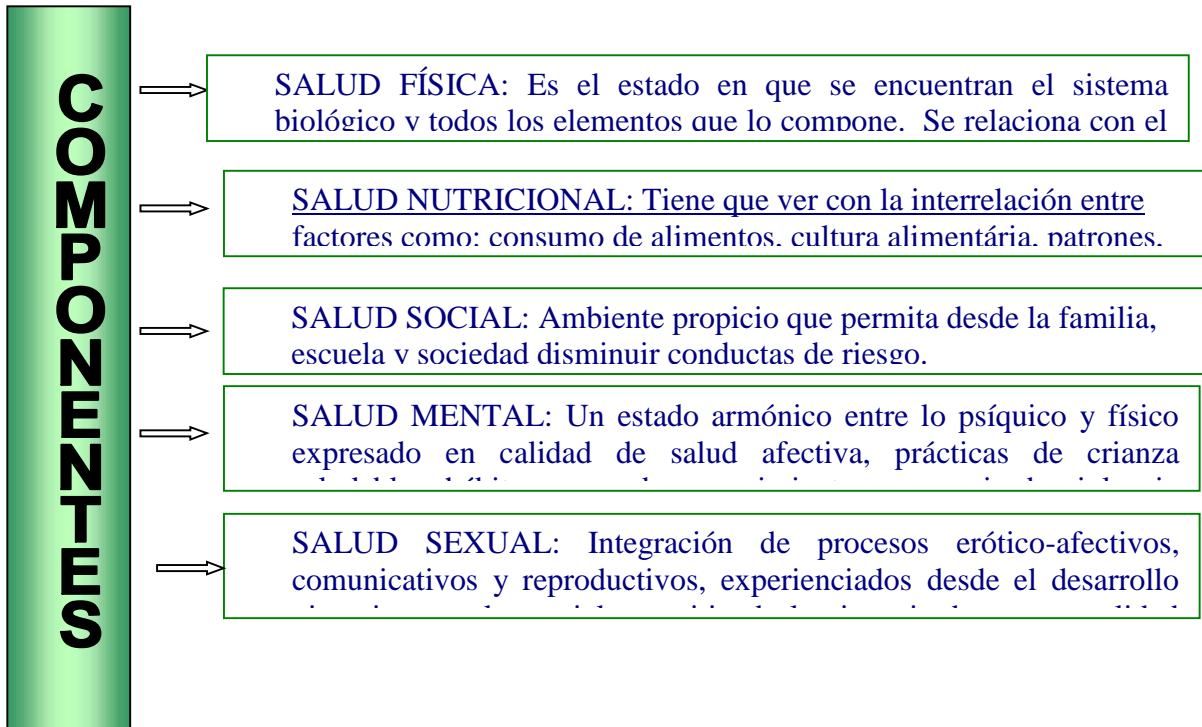 COMPONENTES
SALUD FÍSICA: Es el estado en que se encuentran el sistema
biológico y todos los elementos que lo compone. Se relaciona con el
SALUD NUTRICIONAL: Tiene que ver con la interrelación entre
factores como: consumo de alimentos, cultura alimentária, patrones,
SALUD SOCIAL: Ambiente propicio que permita desde la familia,
escuela y sociedad disminuir conductas de riesgo.
SALUD MENTAL: Un estado armónico entre lo psíquico y físico
expresado en calidad de salud afectiva, prácticas de crianza
SALUD SEXUAL: Integración de procesos erótico-afectivos,
comunicativos y reproductivos, experienciados desde el desarrollo